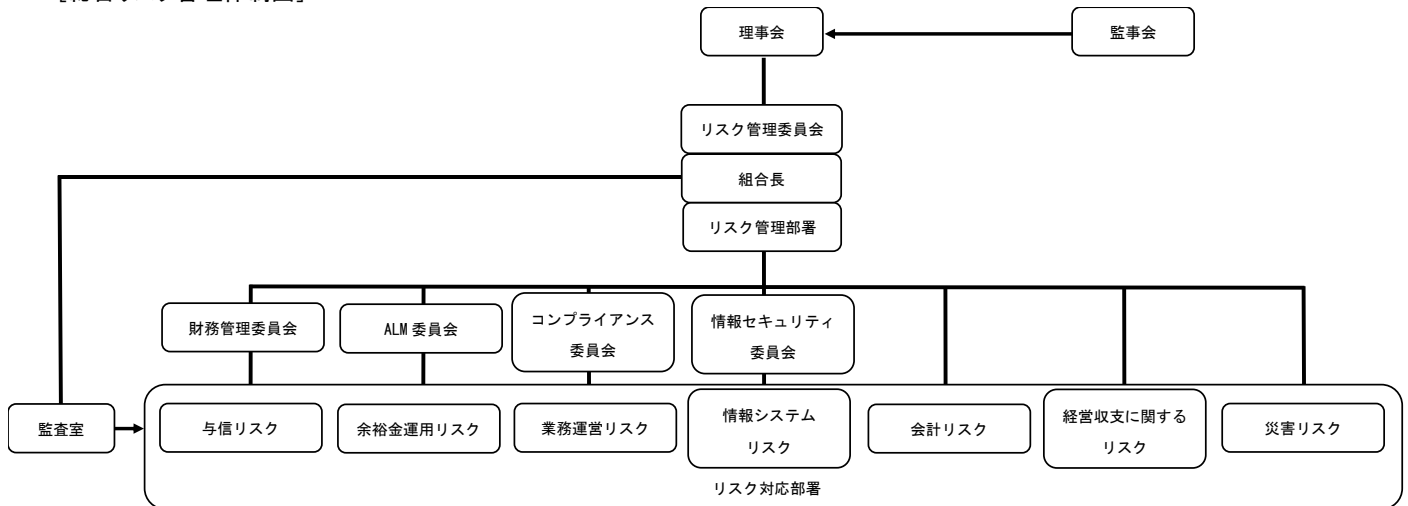 理事会
監事会
リスク管理委員会
組合長
リスク管理部署
財務管理委員会
ALM 委員会
コンプライアンス
委員会
情報セキュリティ
委員会
監査室
与信リスク
余裕金運用リスク
業務運営リスク
情報システム
リスク
会計リスク
経営収支に関する
リスク
災害リスク
リスク対応部署